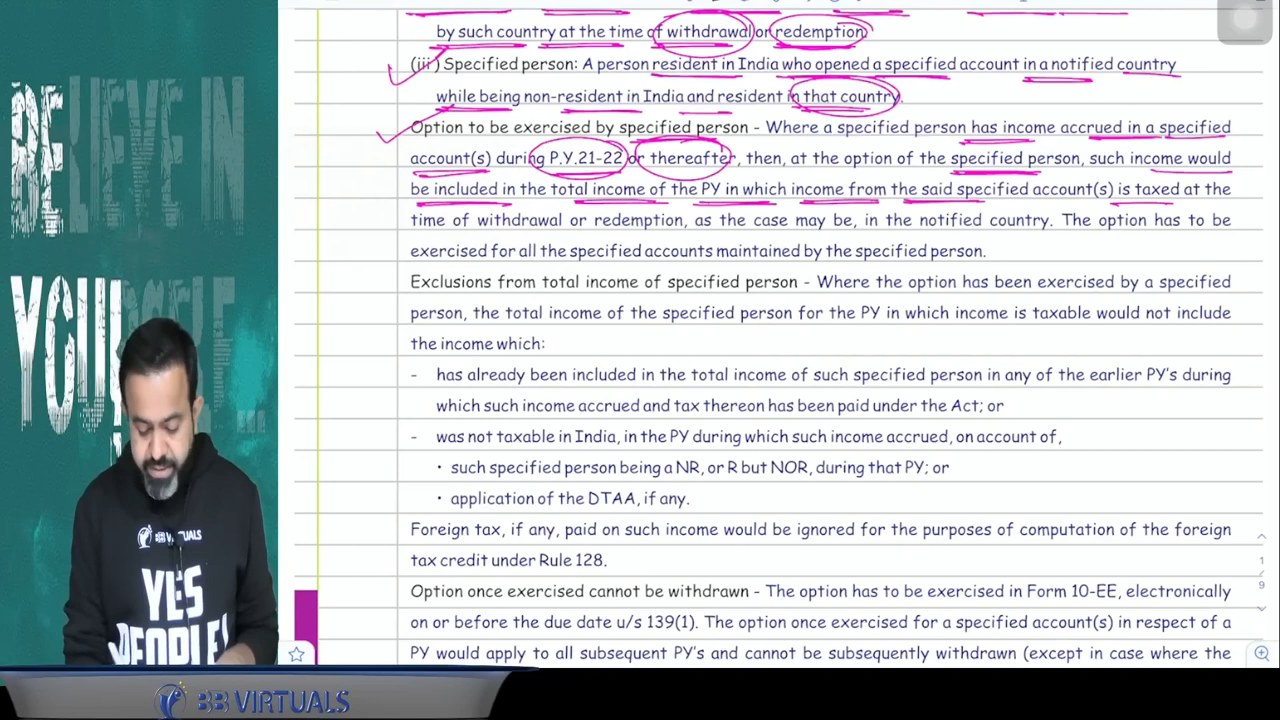 BELIEVE IN
YOURSELF...
BB VIRTUALS
YES
PEOPLE!
by such country at the time of withdrawal or redemption.
(iii) Specified person: A person resident in India who opened a specified account in a notified country
while being non-resident in India and resident in that country.
Option to be exercised by specified person - Where a specified person has income accrued in a specified
account(s) during P.Y.21-22 or thereafter, then, at the option of the specified person, such income would
be included in the total income of the PY in which income from the said specified account(s) is taxed at the
time of withdrawal or redemption, as the case may be, in the notified country. The option has to be
exercised for all the specified accounts maintained by the specified person.
Exclusions from total income of specified person - Where the option has been exercised by a specified
person, the total income of the specified person for the PY in which income is taxable would not include
the income which:
- has already been included in the total income of such specified person in any of the earlier PY's during
which such income accrued and tax thereon has been paid under the Act; or
- was not taxable in India, in the PY during which such income accrued, on account of,
• such specified person being a NR, or R but NOR, during that PY; or
• application of the DTAA, if any.
Foreign tax, if any, paid on such income would be ignored for the purposes of computation of the foreign
tax credit under Rule 128.
Option once exercised cannot be withdrawn - The option has to be exercised in Form 10-EE, electronically
on or before the due date u/s 139(1). The option once exercised for a specified account(s) in respect of a
PY would apply to all subsequent PY's and cannot be subsequently withdrawn (except in case where the
1
9
BB VIRTUALS